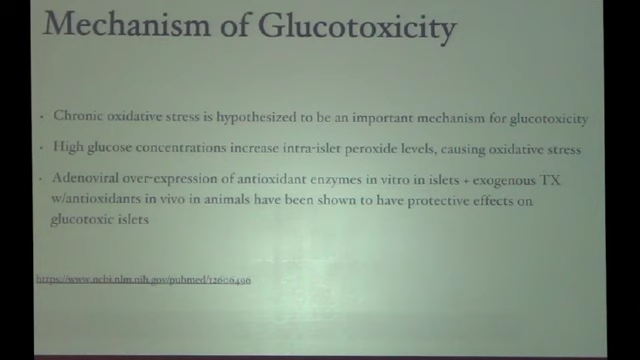 Mechanism of Glucotoxicity
• Chronic oxidative stress is hypothesized to be an important mechanism for glucotoxicity
• High glucose concentrations increase intra-islet peroxide levels, causing oxidative stress
• Adenoviral over-expression of antioxidant enzymes in vitro in islets + exogenous TX
w/antioxidants in vivo in animals have been shown to have protective effects on
glucotoxic islets
https://www.ncbi.nlm.nih.gov/pubmed/12606496